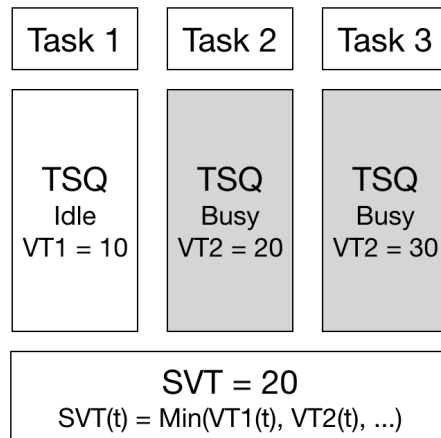 Task 1
Task 2
Task 3
TSQ
Idle
VT1 = 10
TSQ
Busy
VT2 = 20
TSQ
Busy
VT2 = 30
SVT = 20
SVT(t) = Min(VT1(t), VT2(t), ...)